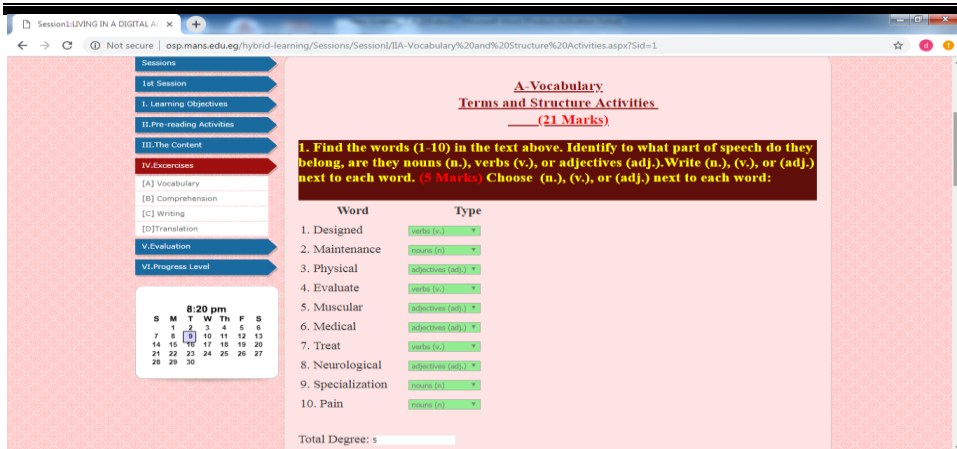 Session1:LIVING IN A DIGITAL AG
Not secure | osp.mans.edu.eg/hybrid-learning/Sessions/SessionI/IIA-Vocabulary%20and%20Structure%20Activities.aspx?Sid=1
Sessions
1st Session
I. Learning Objectives
II.Pre-reading Activities
III.The Content
IV.Excercises
[A] Vocabulary
[B] Comprehension
[C] Writing
[D]Translation
V.Evaluation
VI.Progress Level
8:20 pm
S M T W Th F S
1 2 3 4 5 6
7 8 9 10 11 12 13
14 15 16 17 18 19 20
21 22 23 24 25 26 27
28 29 30
A-Vocabulary
Terms and Structure Activities
(21 Marks)
1. Find the words (1-10) in the text above. Identify to what part of speech do they
belong, are they nouns (n.), verbs (v.), or adjectives (adj.).Write (n.), (v.), or (adj.)
next to each word. (5 Marks) Choose (n.), (v.), or (adj.) next to each word:
Word Type
1. Designed verbs (v.)
2. Maintenance nouns (n)
3. Physical adjectives (adj.)
4. Evaluate verbs (v.)
5. Muscular adjectives (adj.)
6. Medical adjectives (adj.)
7. Treat verbs (v.)
8. Neurological adjectives (adj.)
9. Specialization nouns (n)
10. Pain nouns (n)
Total Degree: 5